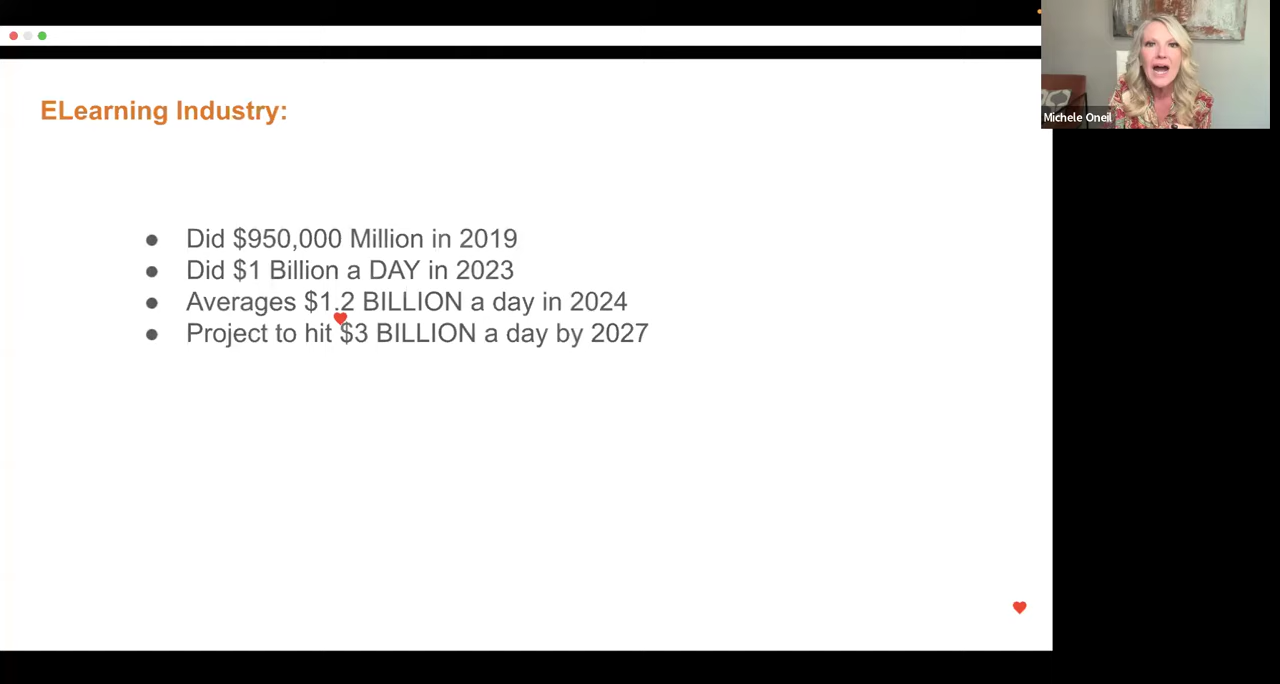 ELearning Industry:
Did $950,000 Million in 2019
Did $1 Billion a DAY in 2023
Averages $1.2 BILLION a day in 2024
Project to hit $3 BILLION a day by 2027
Michele Oneil